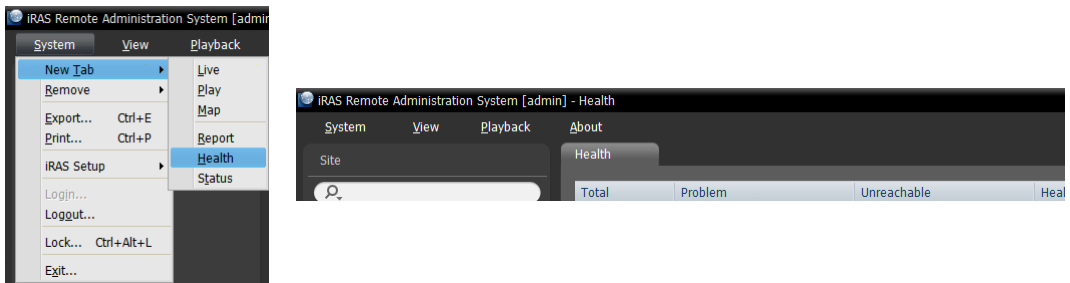 iRAS Remote Administration System [admin
System View Playback
New Tab
Remove
Export... Ctrl+E
Print... Ctrl+P
iRAS Setup
Login...
Logout...
Lock... Ctrl+Alt+L
Exit...
Live
Play
Map
Report
Health
Status
iRAS Remote Administration System [admin] - Health
System View Playback About
Site
Health
Total Problem Unreachable Heal